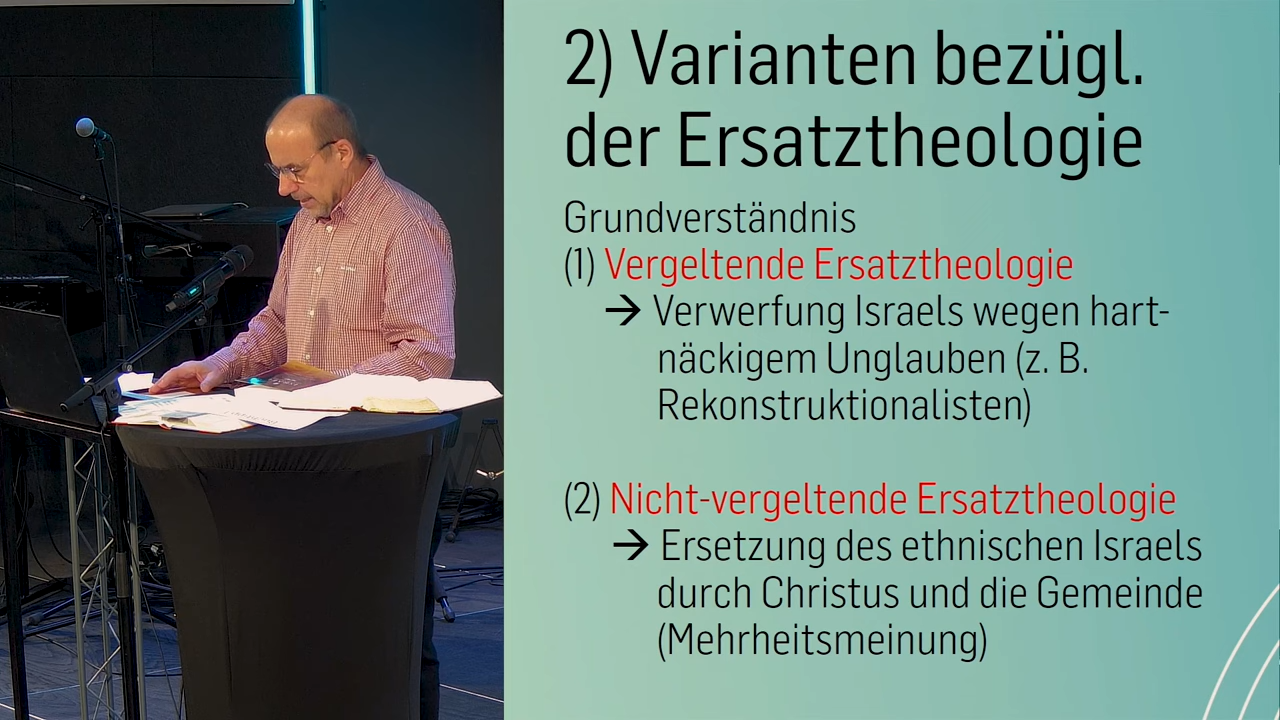 2) Varianten bezügl.
der Ersatztheologie
Grundverständnis
(1) Vergeltende Ersatztheologie
→ Verwerfung Israels wegen hart-
näckigem Unglauben (z. B.
Rekonstruktionalisten)
(2) Nicht-vergeltende Ersatztheologie
→ Ersetzung des ethnischen Israels
durch Christus und die Gemeinde
(Mehrheitsmeinung)